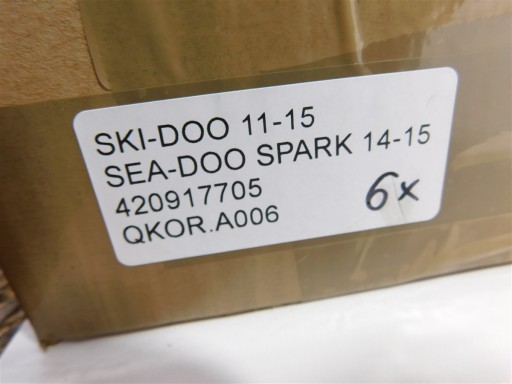 SKI-DOO 11-15
SEA-DOO SPARK 14-15
420917705
QKOR.A006
6x